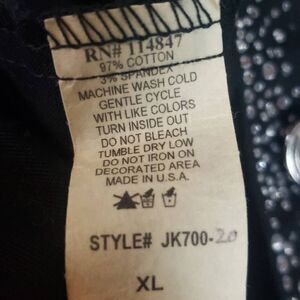 RN# 114847
97% COTTON
3% SPANDEX
MACHINE WASH COLD
GENTLE CYCLE
WITH LIKE COLORS
TURN INSIDE OUT
DO NOT BLEACH
TUMBLE DRY LOW
DO NOT IRON ON
DECORATED AREA
MADE IN U.S.A.
STYLE# JK700-20
XL